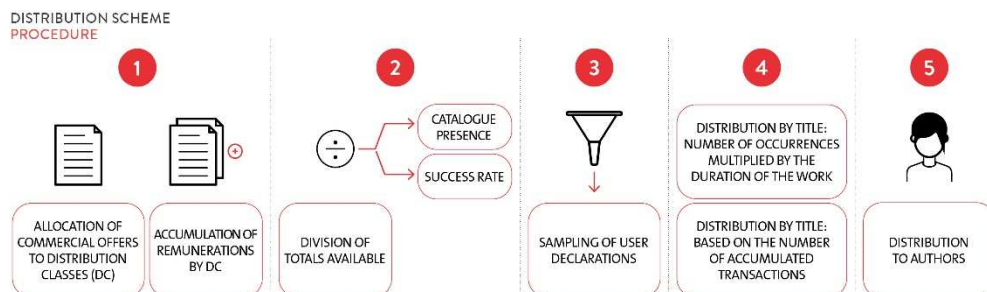 DISTRIBUTION SCHEME
PROCEDURE
1
ALLOCATION OF
COMMERCIAL OFFERS
TO DISTRIBUTION
CLASSES (DC)
ACCUMULATION OF
REMUNERATIONS
BY DC
2
CATALOGUE
PRESENCE
SUCCESS RATE
DIVISION OF
TOTALS AVAILABLE
3
SAMPLING OF USER
DECLARATIONS
4
DISTRIBUTION BY TITLE:
NUMBER OF OCCURRENCES
MULTIPLIED BY THE
DURATION OF THE WORK
DISTRIBUTION BY TITLE:
BASED ON THE NUMBER
OF ACCUMULATED
TRANSACTIONS
5
DISTRIBUTION
TO AUTHORS